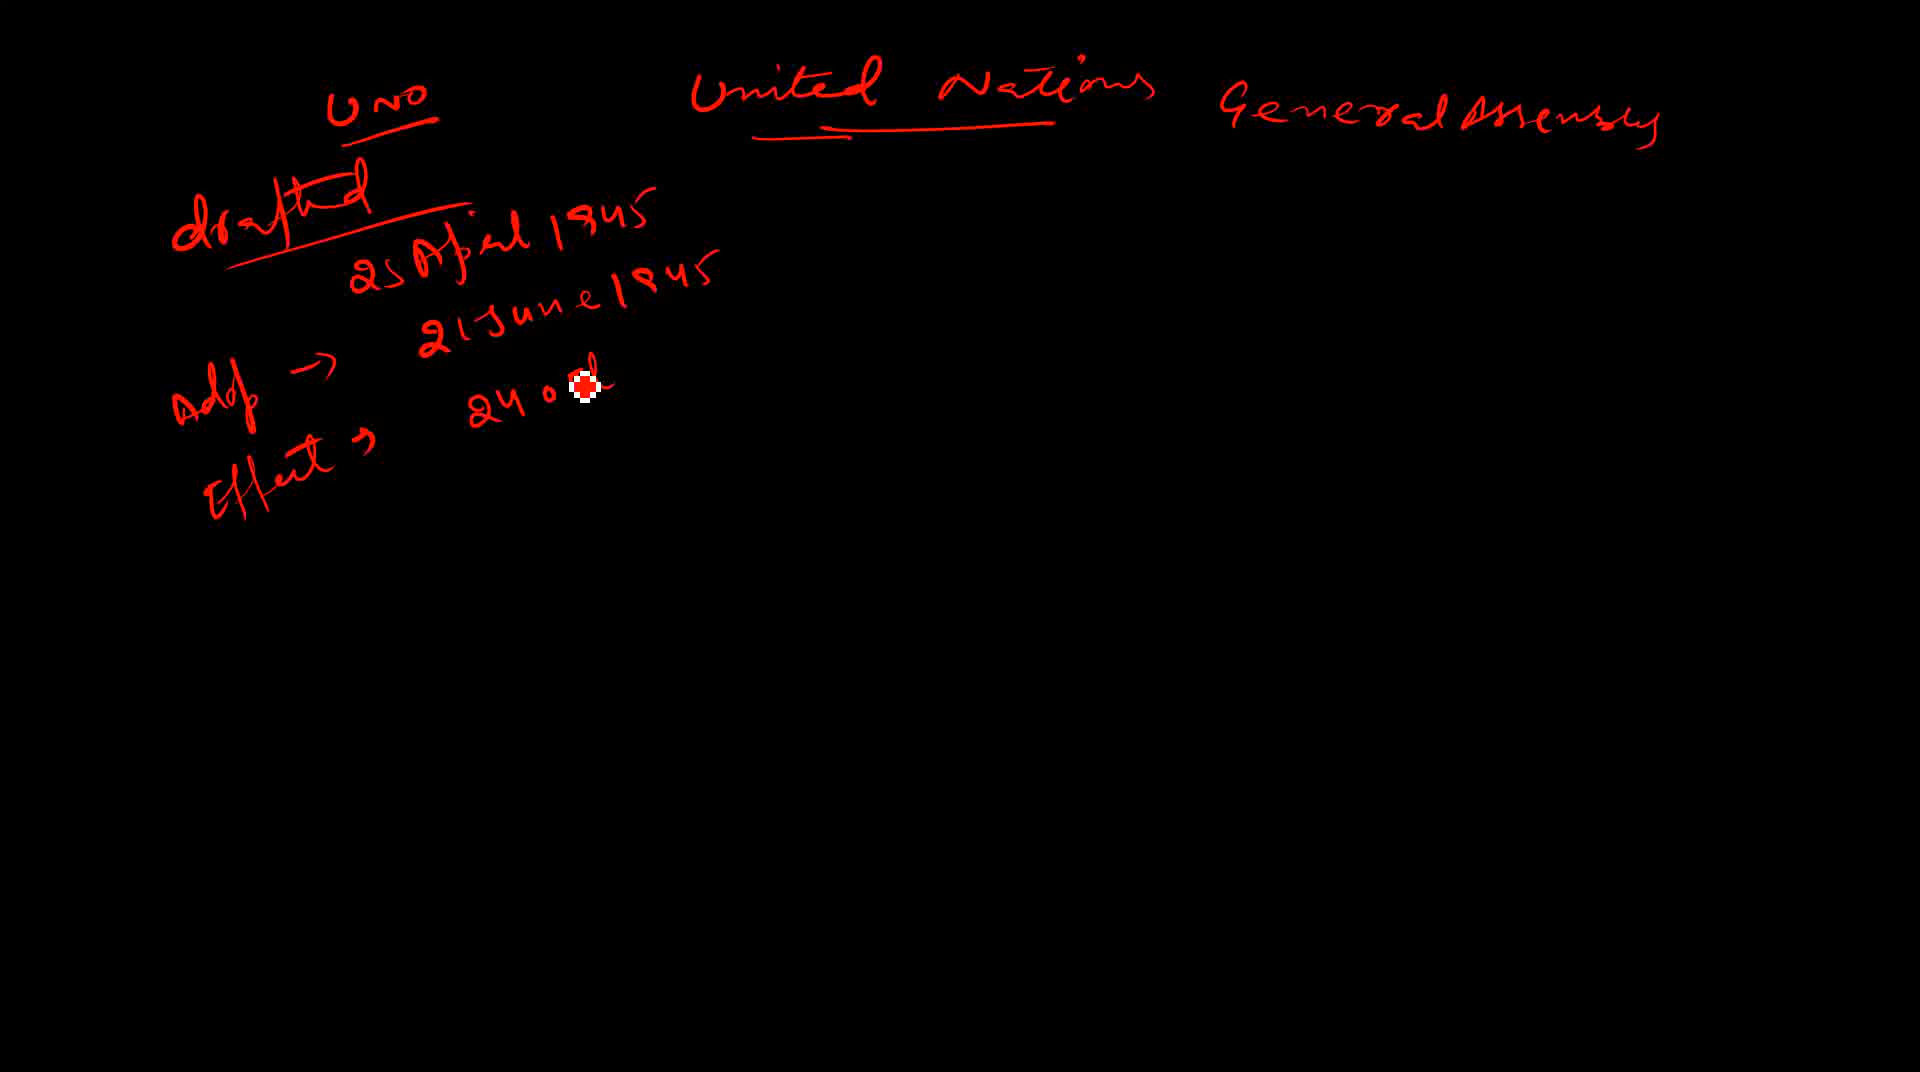 UNO
United Nations General Assembly
drafted
25 April 1945
Adop → 21 June 1945
Effect → 24 Oct